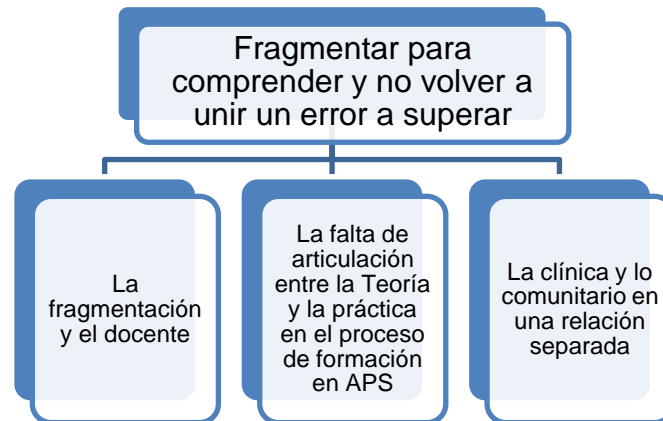 Fragmentar para
comprender y no volver a
unir un error a superar
La
fragmentación
y el docente
La falta de
articulación
entre la Teoría
y la práctica
en el proceso
de formación
en APS
La clínica y lo
comunitario en
una relación
separada